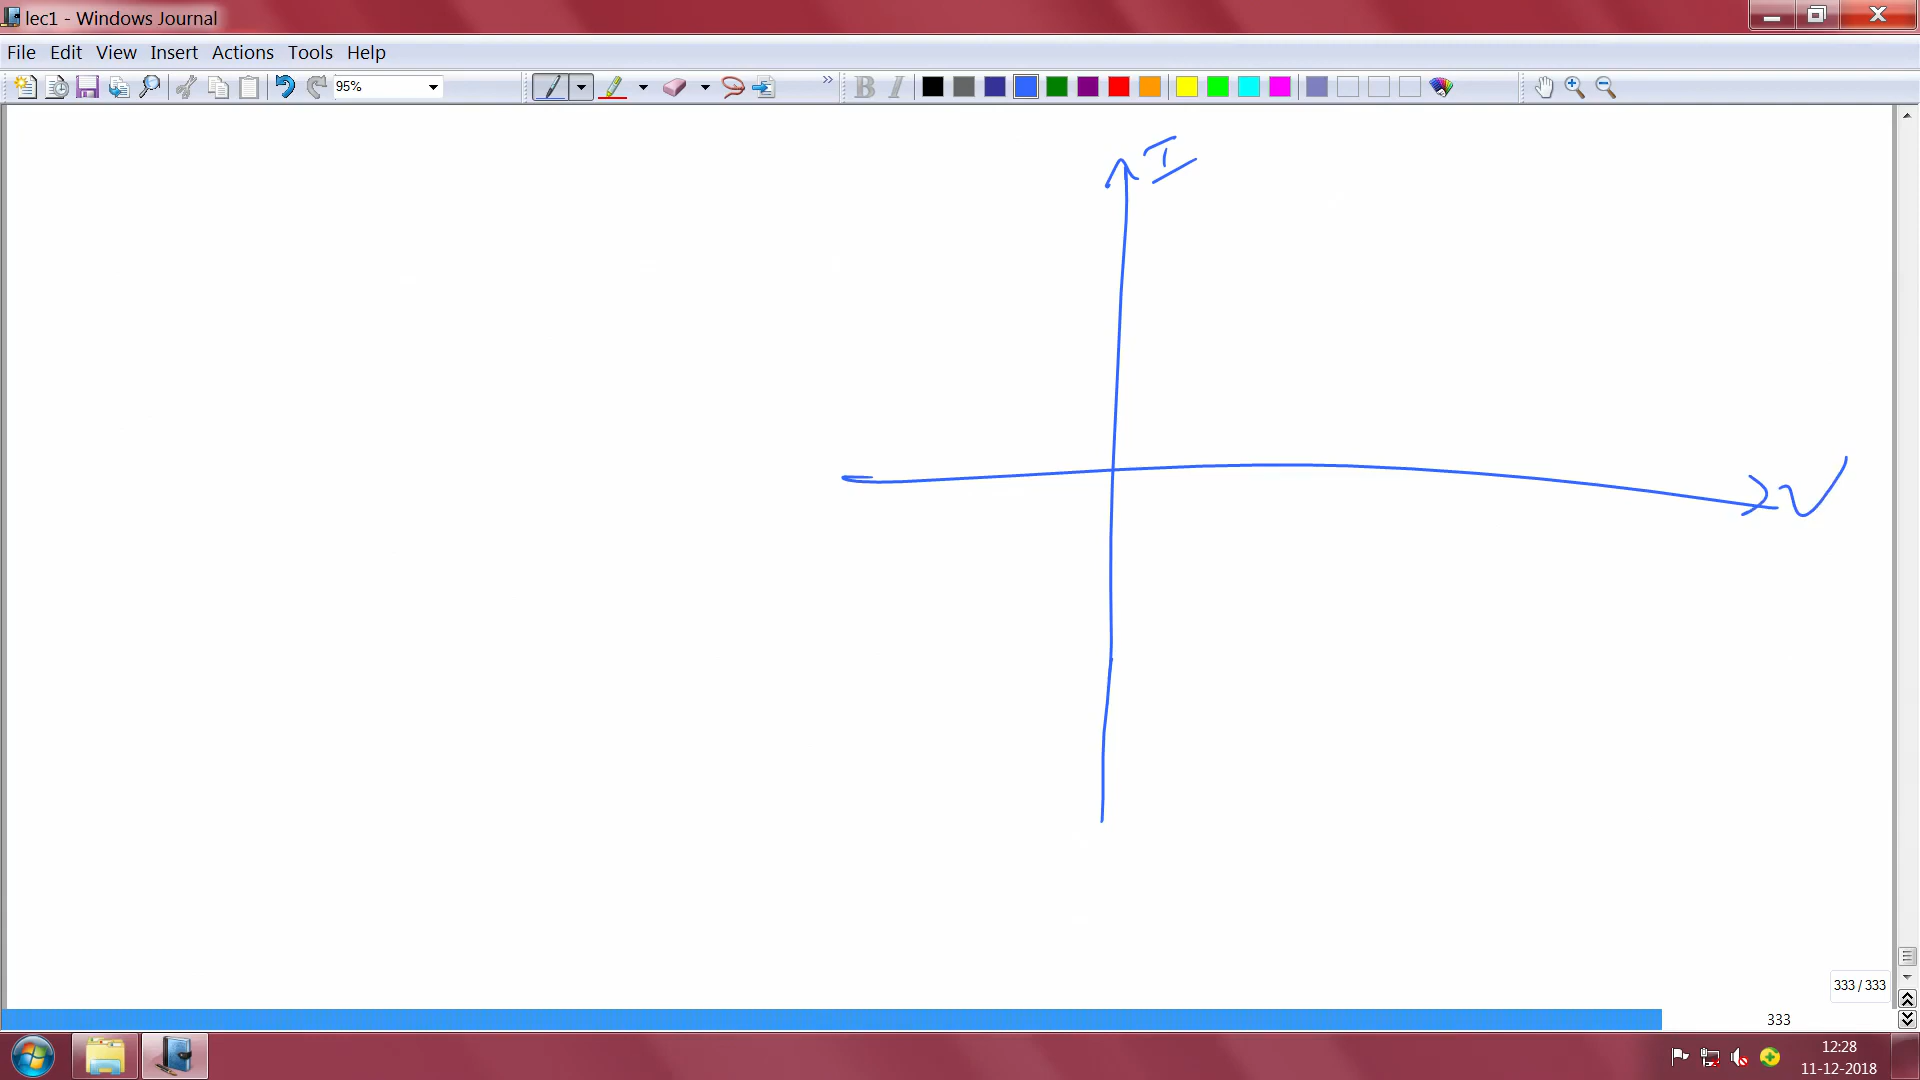 lec1 - Windows Journal
File Edit View Insert Actions Tools Help
95% B I
I
V
333 / 333
333
12:28
11-12-2018